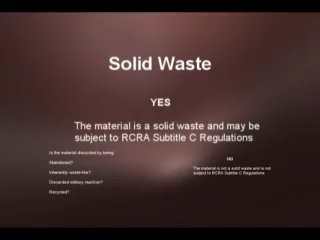 Solid Waste
YES
The material is a solid waste and may be
subject to RCRA Subtitle C Regulations
Is the material discarded by being:
Abandoned?
Inherently waste-like?
Discarded military munition?
Recycled?
NO
The material is not a solid waste and is not
subject to RCRA Subtitle C Regulations